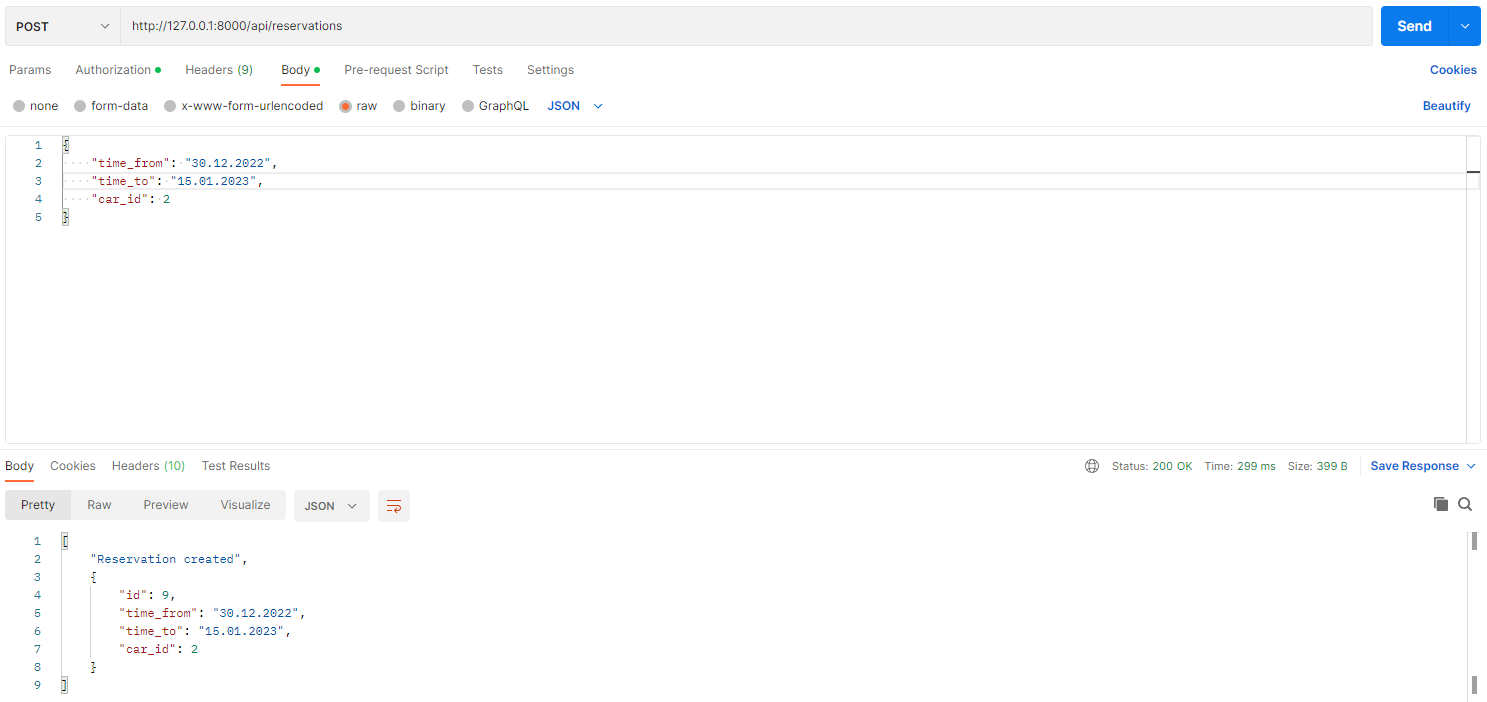 POST http://127.0.0.1:8000/api/reservations Send
Params Authorization Headers (9) Body Pre-request Script Tests Settings Cookies
none form-data x-www-form-urlencoded raw binary GraphQL JSON Beautify
1 {
2 "time_from": "30.12.2022",
3 "time_to": "15.01.2023",
4 "car_id": 2
5 }
Body Cookies Headers (10) Test Results Status: 200 OK Time: 299 ms Size: 399 B Save Response
Pretty Raw Preview Visualize JSON
1 [
2 "Reservation created",
3 {
4 "id": 9,
5 "time_from": "30.12.2022",
6 "time_to": "15.01.2023",
7 "car_id": 2
8 }
9 ]